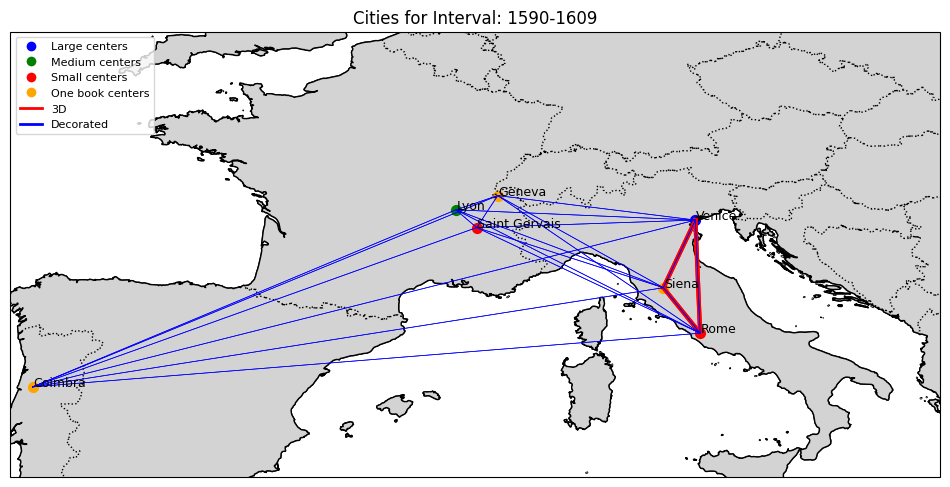 Cities for Interval: 1590-1609
Large centers
Medium centers
Small centers
One book centers
3D
Decorated
Geneva
Lyon
Venice
Saint Gervais
Siena
Rome
Coimbra